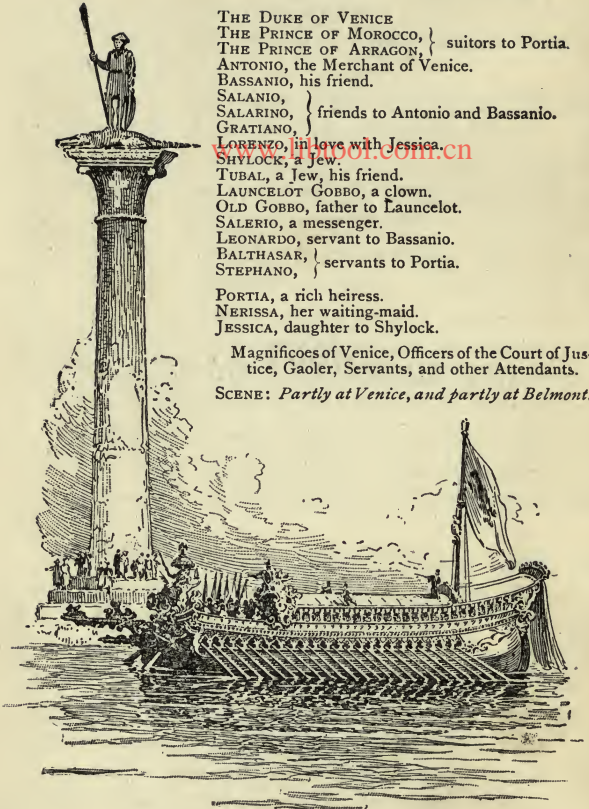 THE DUKE OF VENICE
THE PRINCE OF MOROCCO, } suitors to Portia.
THE PRINCE OF ARRAGON,
ANTONIO, the Merchant of Venice.
BASSANIO, his friend.
SALANIO,
SALARINO, } friends to Antonio and Bassanio.
GRATIANO,
LORENZO, in love with Jessica.
www.libtool.com.cn
SHYLOCK, a Jew.
TUBAL, a Jew, his friend.
LAUNCELOT GOBBO, a clown.
OLD GOBBO, father to Launcelot.
SALERIO, a messenger.
LEONARDO, servant to Bassanio.
BALTHASAR, } servants to Portia.
STEPHANO,
PORTIA, a rich heiress.
NERISSA, her waiting-maid.
JESSICA, daughter to Shylock.
Magnificoes of Venice, Officers of the Court of Jus-
tice, Gaoler, Servants, and other Attendants.
SCENE: Partly at Venice, and partly at Belmont.